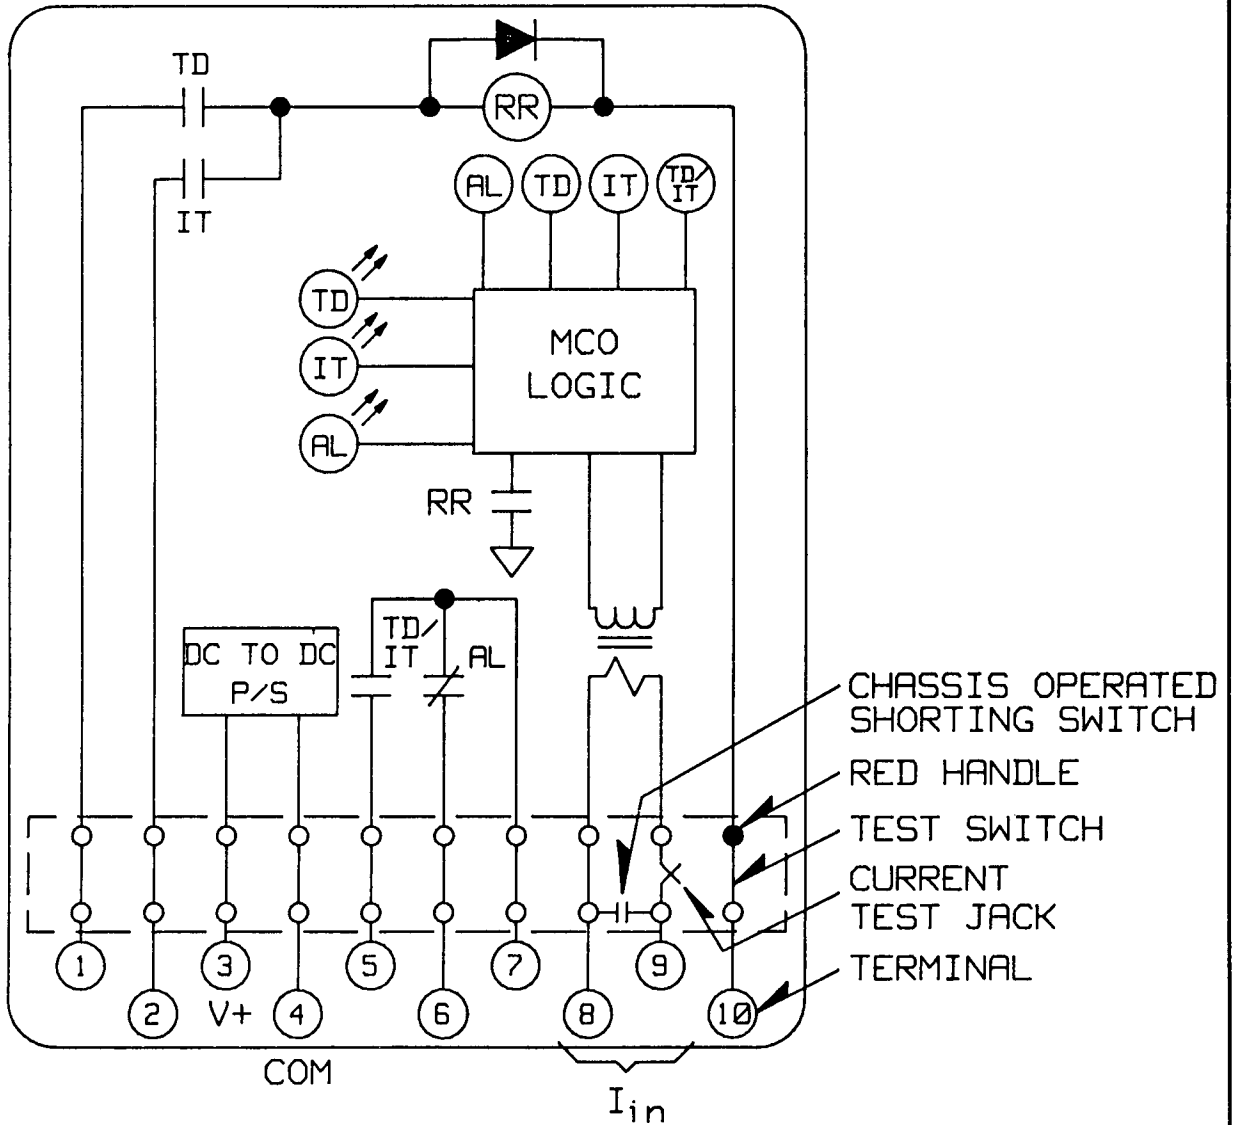 TD
RR
IT
AL
TD
IT
TD/
IT
TD
IT
AL
MCO
LOGIC
RR
TD/
IT
AL
DC TO DC
P/S
CHASSIS OPERATED
SHORTING SWITCH
RED HANDLE
TEST SWITCH
CURRENT
TEST JACK
TERMINAL
1
3
5
7
9
2
V+
4
6
8
10
COM
Iin